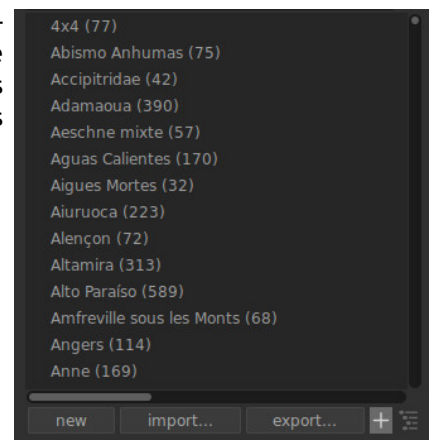 4x4 (77)
Abismo Anhumas (75)
Accipitridae (42)
Adamaoua (390)
Aeschne mixte (57)
Aguas Calientes (170)
Aigues Mortes (32)
Aiuruoca (223)
Alençon (72)
Altamira (313)
Alto Paraíso (589)
Amfreville sous les Monts (68)
Angers (114)
Anne (169)
new import... export... +